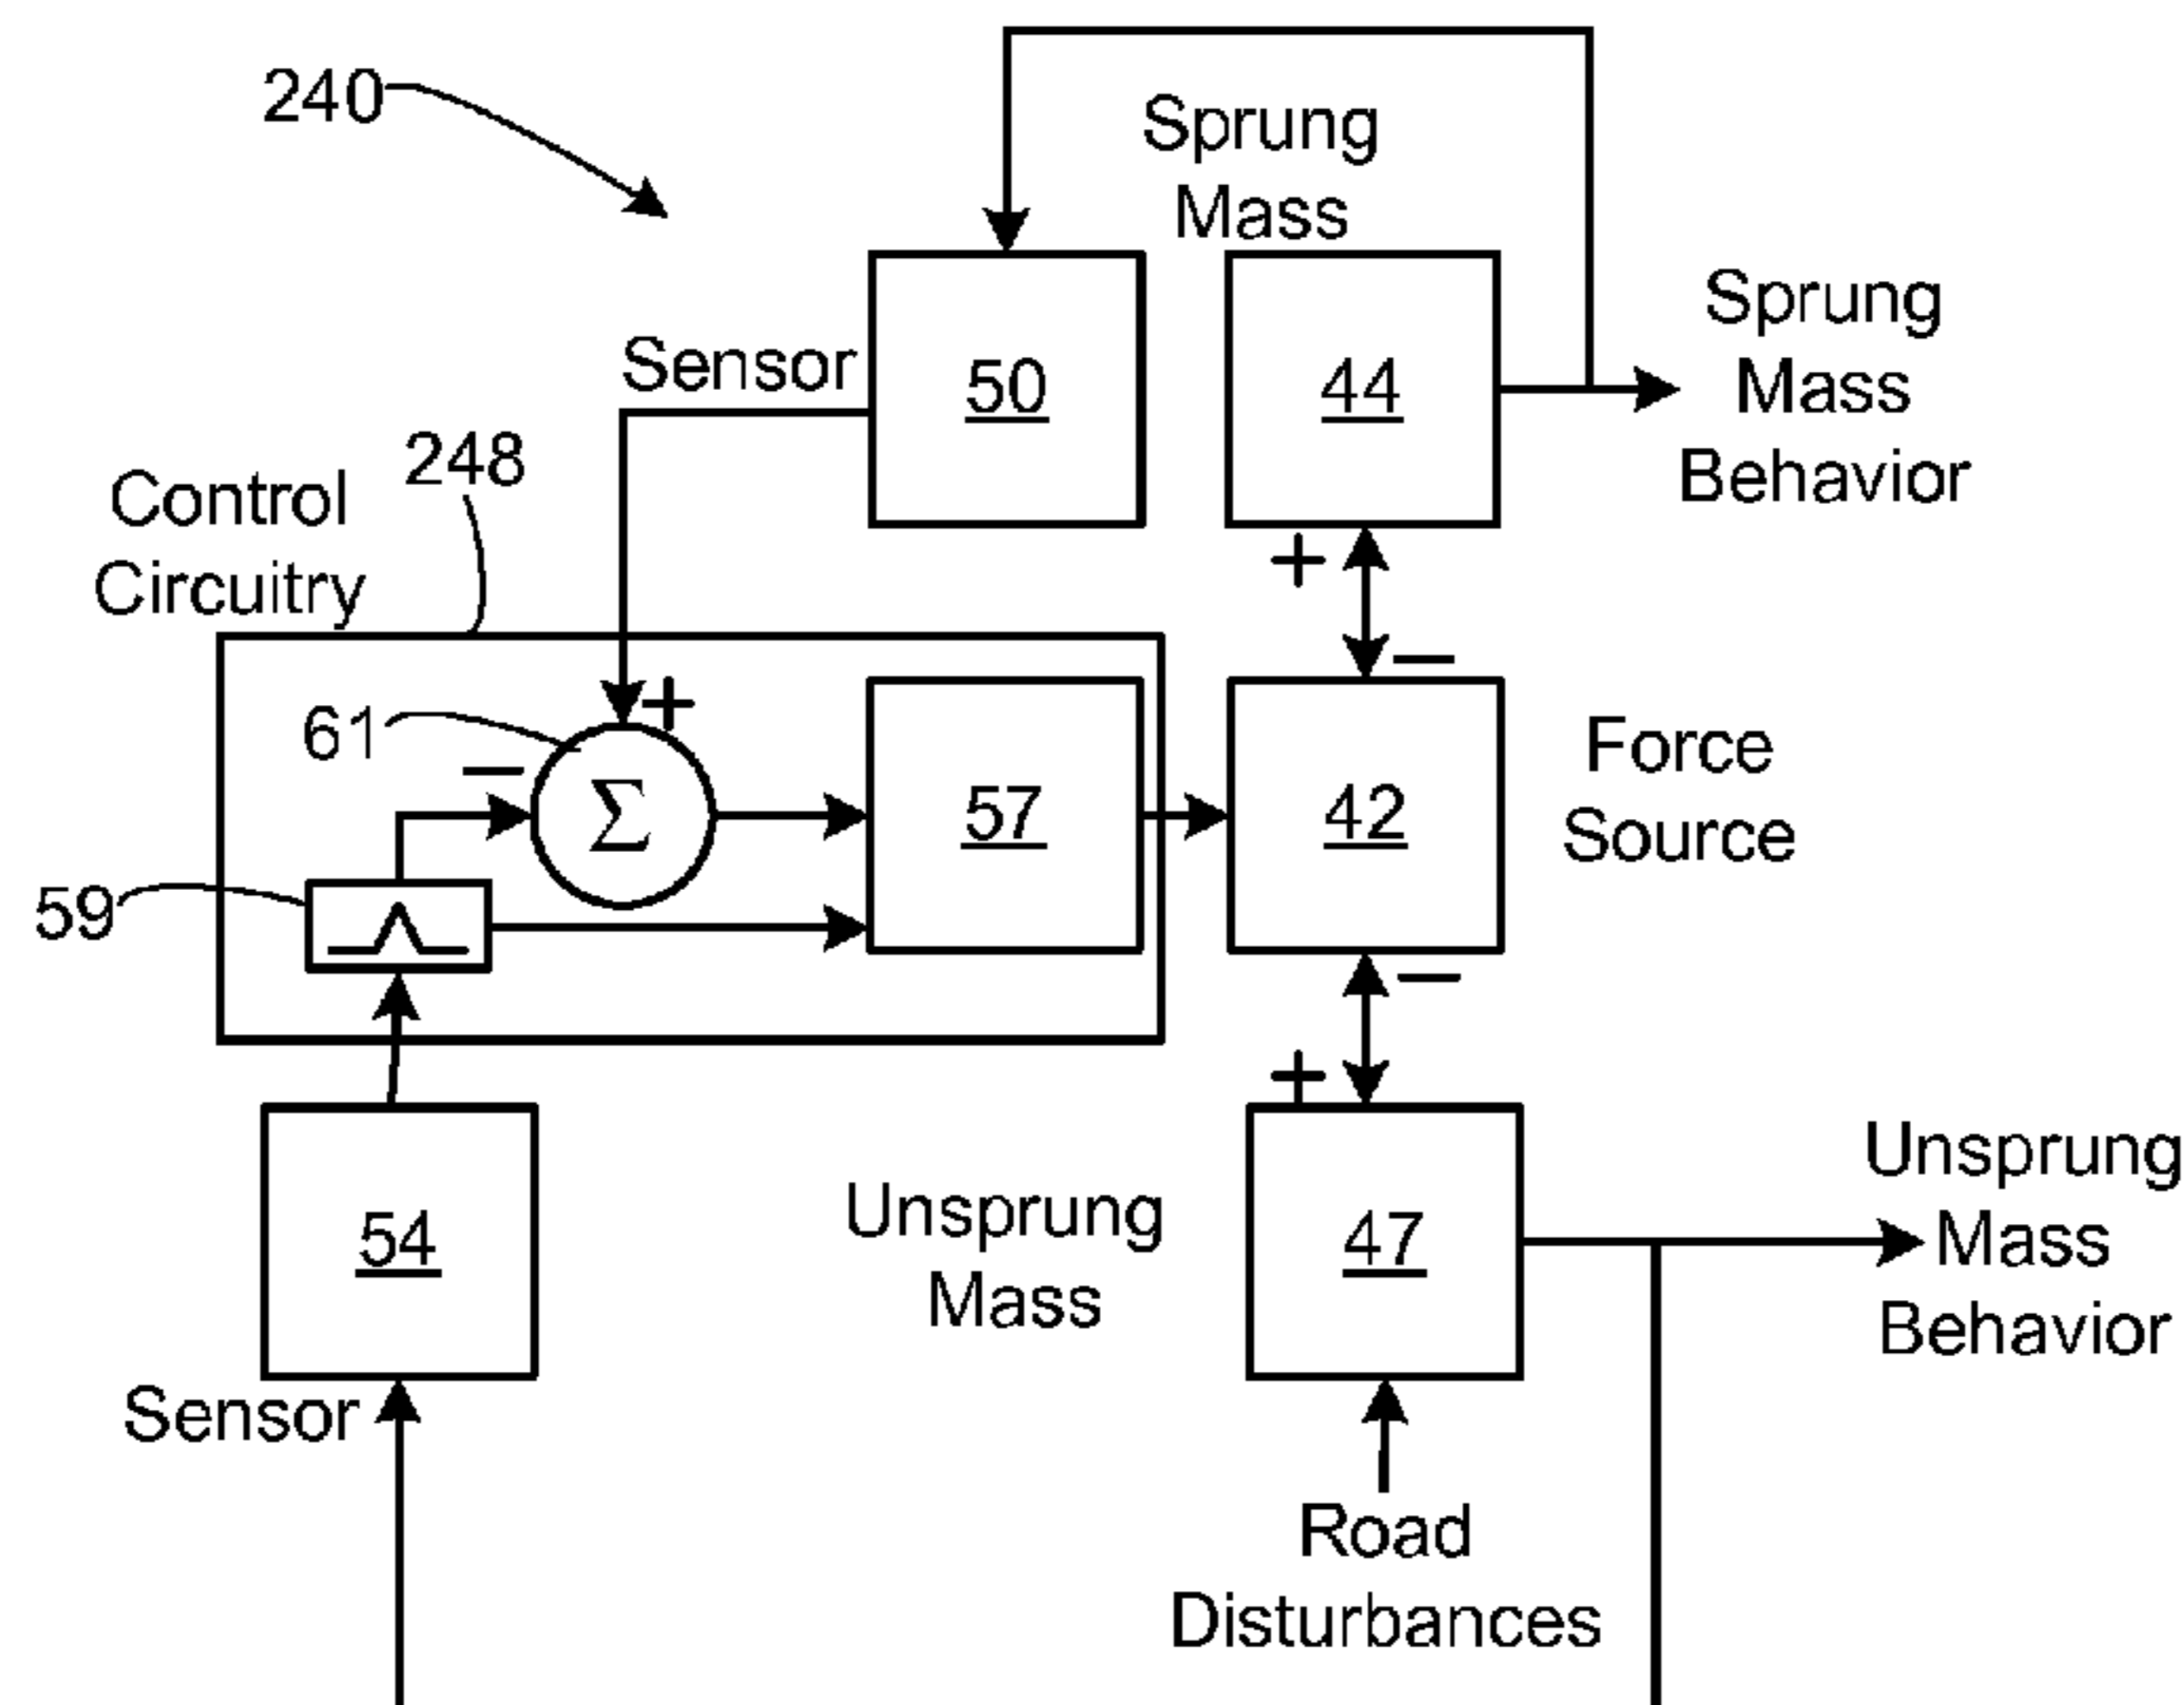 240
Sprung
Mass
Sprung
Mass
Behavior
Sensor
50
44
248
Control
Circuitry
+
−
61
+
−
Σ
57
42
Force
Source
59
−
+
54
Unsprung
Mass
47
Unsprung
Mass
Behavior
Sensor
Road
Disturbances